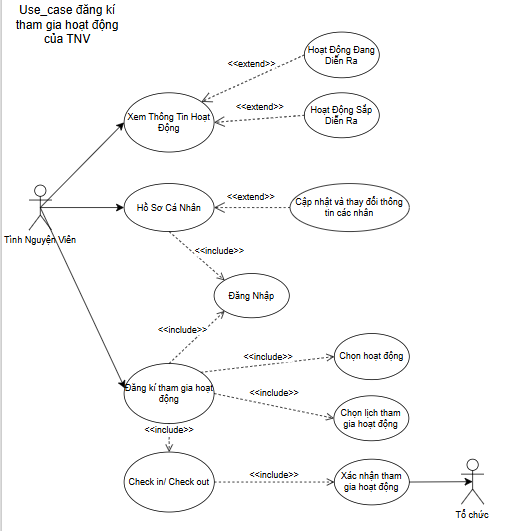 Use_case đăng kí
tham gia hoạt động
của TNV
Hoạt Động Đang
Diễn Ra
<<extend>>
Xem Thông Tin Hoạt
Động
<<extend>>
Hoạt Động Sắp
Diễn Ra
Tình Nguyện Viên
Hồ Sơ Cá Nhân
<<extend>>
Cập nhật và thay đổi thông
tin các nhân
<<include>>
Đăng Nhập
<<include>>
Đăng kí tham gia hoạt
động
<<include>>
Chọn hoạt động
<<include>>
Chọn lịch tham
gia hoạt động
<<include>>
Check in/ Check out
<<include>>
Xác nhận tham
gia hoạt động
Tổ chức